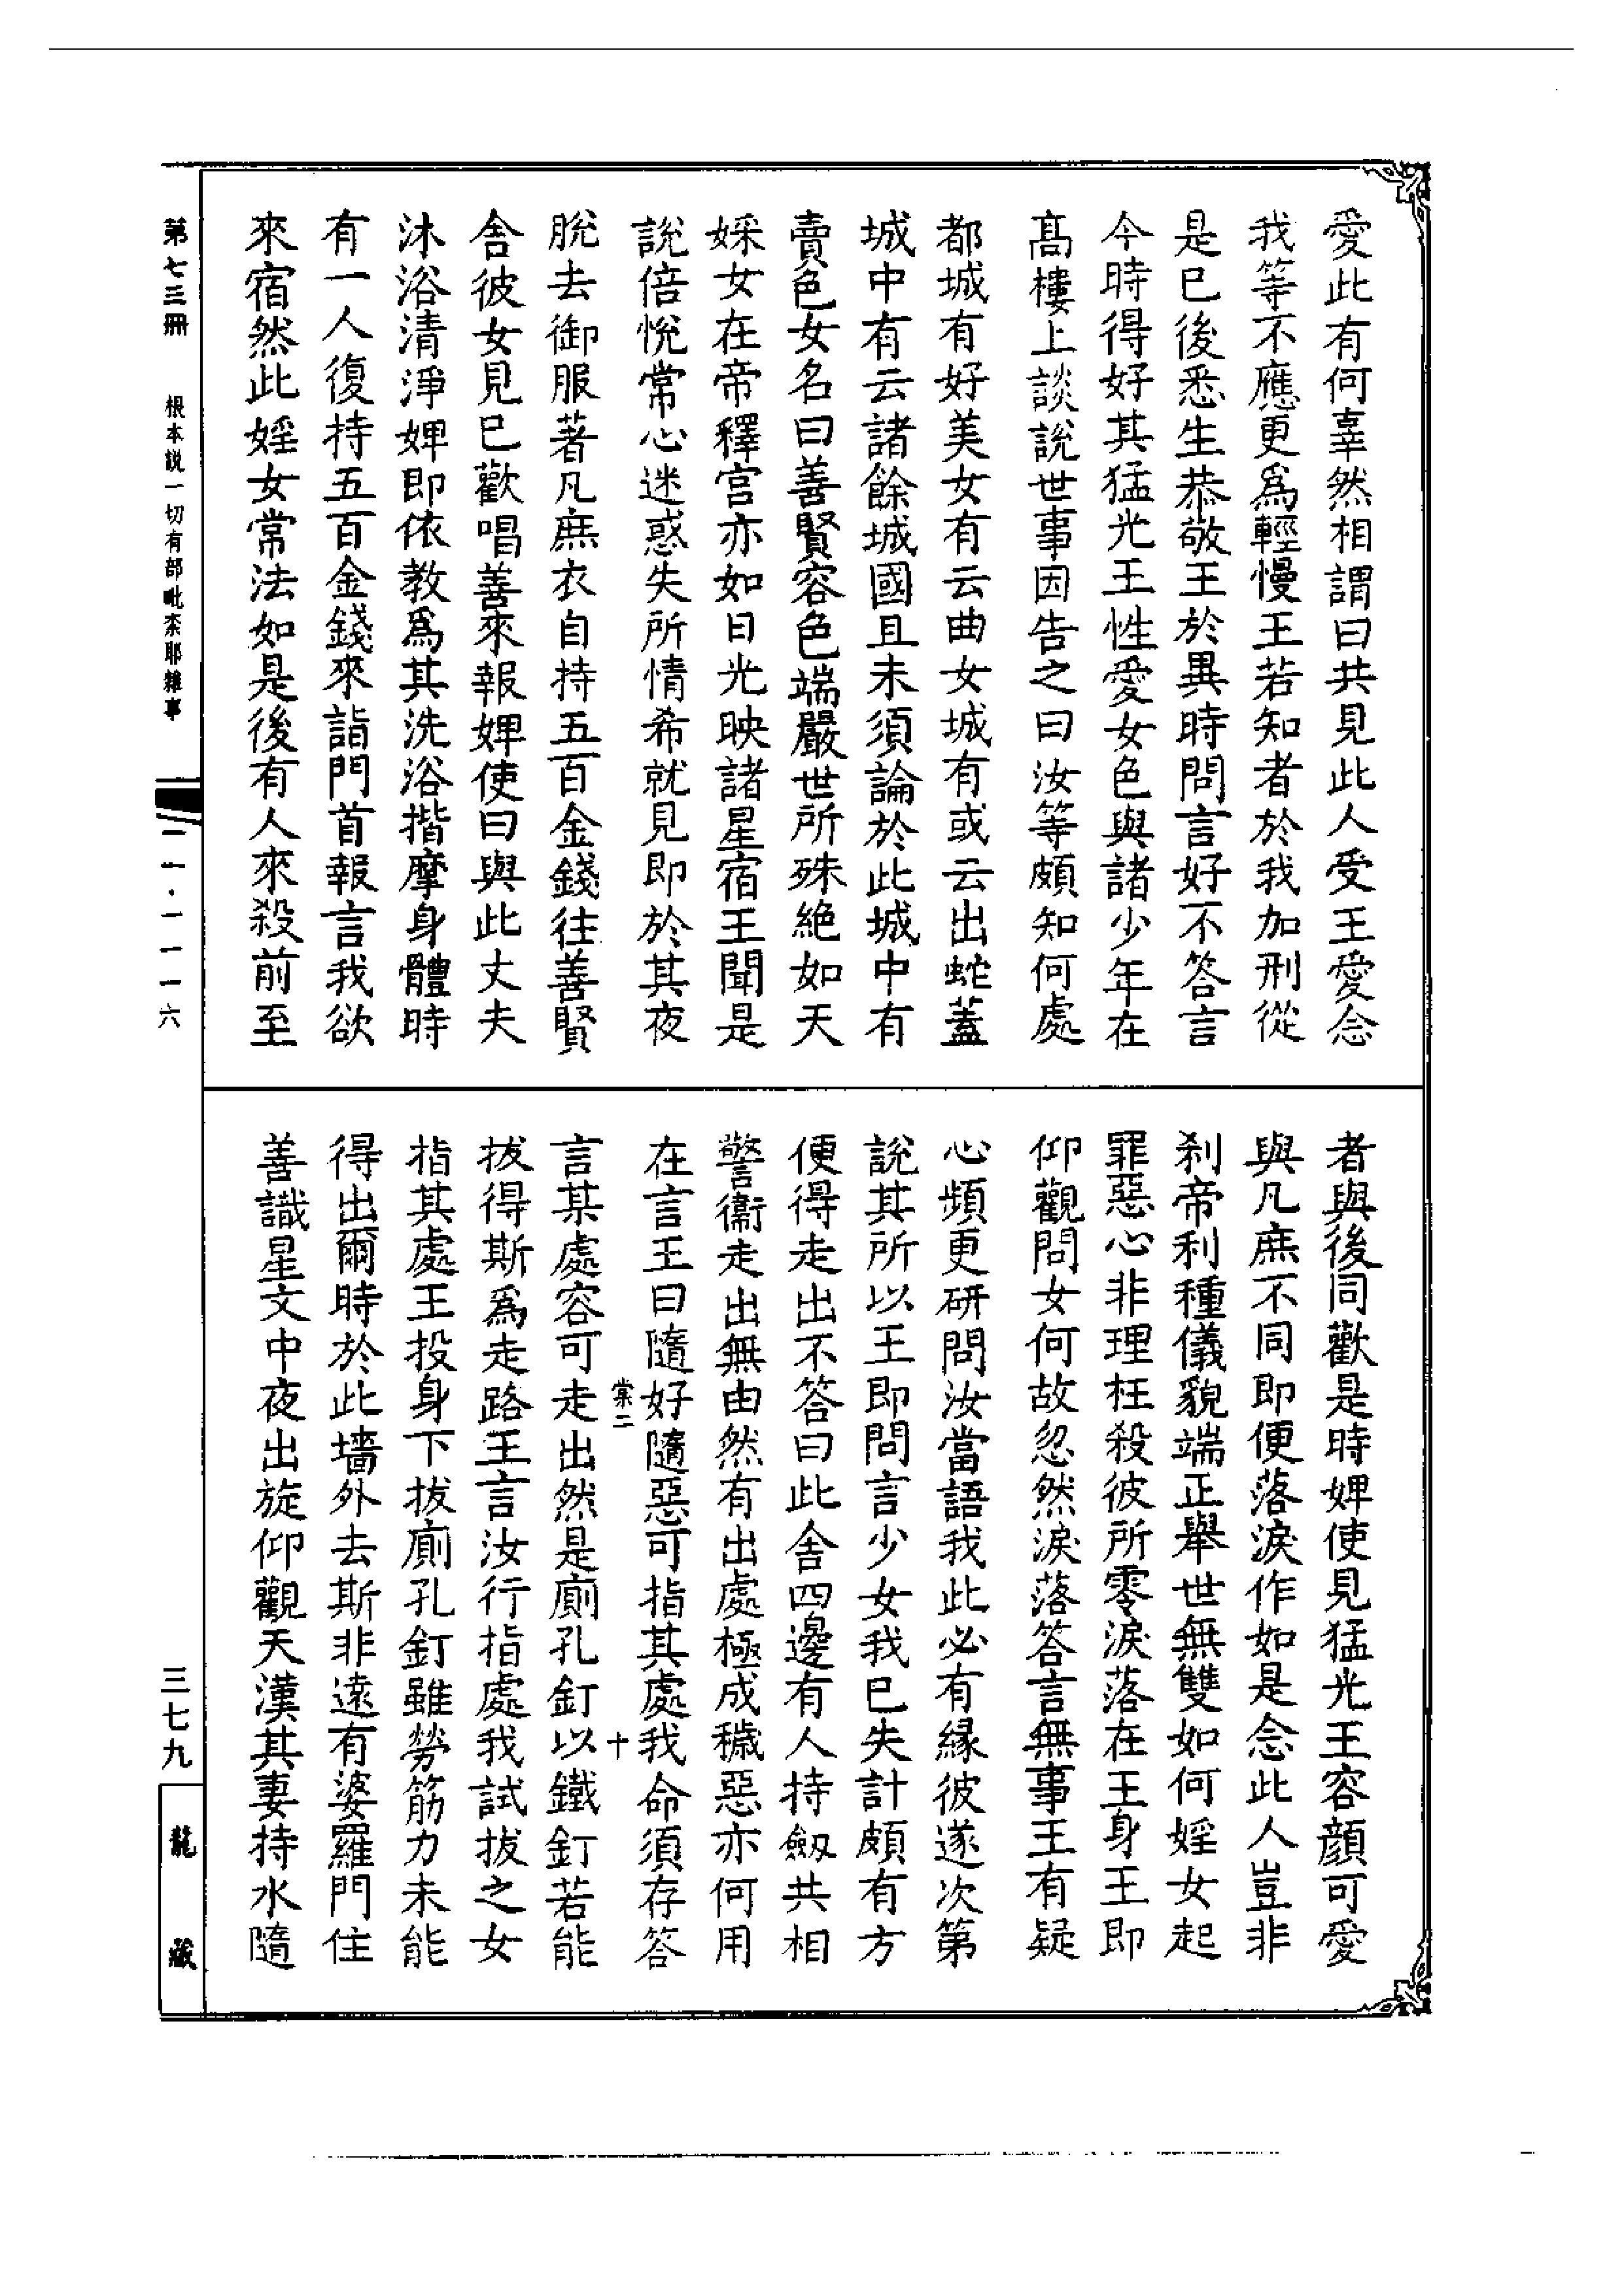 愛此有何辜然相謂曰共見此人受王愛念
我等不應更為輕慢王若知者於我加刑從
是已後悉生恭敬王於異時問言好不答言
今時得好其猛光王性愛女色與諸少年在
髙樓上談說世事因告之曰汝等頗知何處
都城有好美女有云曲女城有或云出蛇蓋
城中有云諸餘城國且未須論於此城中有
賣色女名曰善賢容色端嚴世所殊絕如天
婇女在帝釋宮亦如日光映諸星宿王聞是
說倍悅常心迷惑失所情希就見即於其夜
脫去御服著凡庶衣自持五百金錢往善賢
舍彼女見已歡唱善來報婢使曰與此丈夫
沐浴清淨婢即依教為其洗浴揩摩身體時
有一人復持五百金錢來詣門首報言我欲
來宿然此婬女常法如是後有人來殺前至
者與後同歡是時婢使見猛光王容顏可愛
與凡庶不同即便落淚作如是念此人豈非
刹帝利種儀貌端正舉世無雙如何婬女起
罪惡心非理枉殺彼所零淚落在王身王即
仰觀問女何故忽然淚落答言無事王有疑
心頻更研問汝當語我此必有緣彼遂次第
說其所以王即問言少女我已失計頗有方
便得走出不答曰此舍四邊有人持劔共相
警衞走出無由然有出處極成穢惡亦何用
在言王曰隨好隨惡可指其處我命須存答
棠二 十
言某處容可走出然是廁孔釘以鐵釘若能
拔得斯為走路王言汝行指處我試拔之女
指其處王投身下拔廁孔釘雖勞筋力未能
得出爾時於此墻外去斯非遠有婆羅門住
善識星文中夜出旋仰觀天漢其妻持水隨
第七三冊 根本説一切有部毗柰耶雜事 二一·一一一六
三七九 龍藏